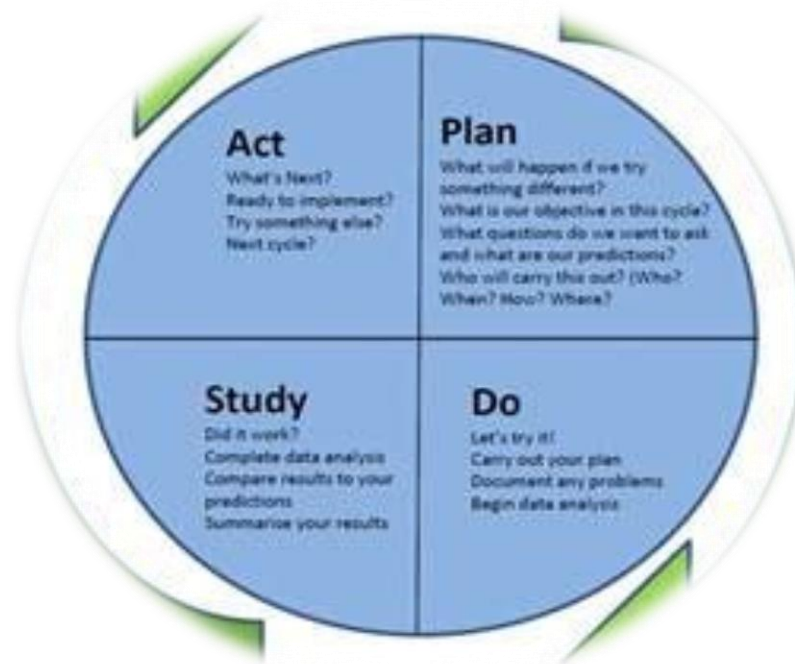 Act
What's Next?
Ready to implement?
Try something else?
Next cycle?
Plan
What will happen if we try
something different?
What is our objective in this cycle?
What questions do we want to ask
and what are our predictions?
Who will carry this out? (Who?
When? How? Where?
Study
Did it work?
Complete data analysis
Compare results to your
predictions
Summarise your results
Do
Let's try it!
Carry out your plan
Document any problems
Begin data analysis